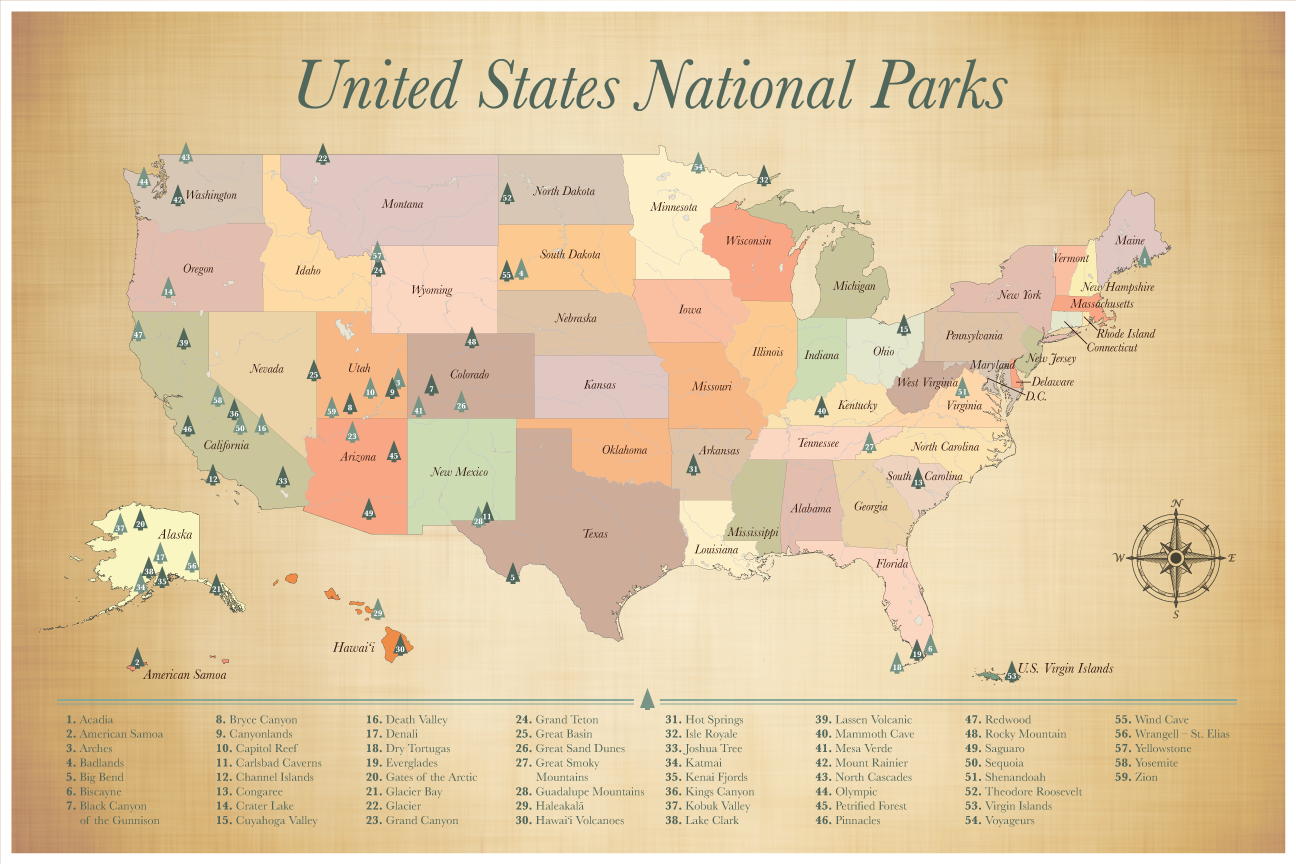 United States National Parks
43
22
44
42
Washington
Montana
52
North Dakota
54
32
Minnesota
Wisconsin
Maine
1
Oregon
14
Idaho
57
24
Wyoming
55
4
South Dakota
Michigan
Vermont
New Hampshire
New York
Massachusetts
Nebraska
Iowa
47
39
48
15
Rhode Island
Connecticut
Pennsylvania
Nevada
25
Utah
Colorado
Illinois
Indiana
Ohio
New Jersey
Maryland
Delaware
D.C.
10
3
9
7
Kansas
Missouri
West Virginia
51
Virginia
58
36
50
16
59
8
41
26
40
Kentucky
46
California
23
Arizona
45
New Mexico
Oklahoma
Arkansas
31
Tennessee
27
North Carolina
12
33
South Carolina
13
49
28
11
Texas
Mississippi
Alabama
Georgia
Louisiana
Florida
37
20
Alaska
17
38
35
34
56
21
5
N
W
E
S
29
Hawai‘i
30
2
American Samoa
18
19
6
53
U.S. Virgin Islands
1. Acadia
2. American Samoa
3. Arches
4. Badlands
5. Big Bend
6. Biscayne
7. Black Canyon
of the Gunnison
8. Bryce Canyon
9. Canyonlands
10. Capitol Reef
11. Carlsbad Caverns
12. Channel Islands
13. Congaree
14. Crater Lake
15. Cuyahoga Valley
16. Death Valley
17. Denali
18. Dry Tortugas
19. Everglades
20. Gates of the Arctic
21. Glacier Bay
22. Glacier
23. Grand Canyon
24. Grand Teton
25. Great Basin
26. Great Sand Dunes
27. Great Smoky
Mountains
28. Guadalupe Mountains
29. Haleakalā
30. Hawai‘i Volcanoes
31. Hot Springs
32. Isle Royale
33. Joshua Tree
34. Katmai
35. Kenai Fjords
36. Kings Canyon
37. Kobuk Valley
38. Lake Clark
39. Lassen Volcanic
40. Mammoth Cave
41. Mesa Verde
42. Mount Rainier
43. North Cascades
44. Olympic
45. Petrified Forest
46. Pinnacles
47. Redwood
48. Rocky Mountain
49. Saguaro
50. Sequoia
51. Shenandoah
52. Theodore Roosevelt
53. Virgin Islands
54. Voyageurs
55. Wind Cave
56. Wrangell – St. Elias
57. Yellowstone
58. Yosemite
59. Zion